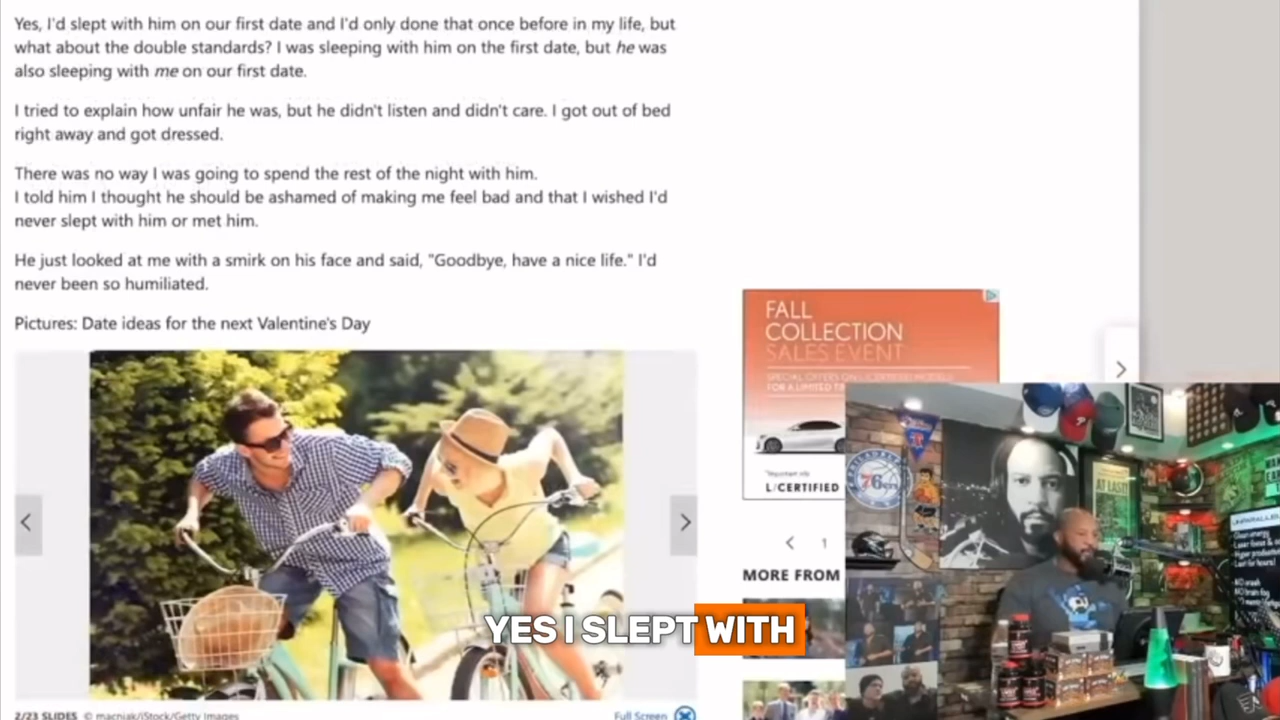 Yes, I'd slept with him on our first date and I'd only done that once before in my life, but
what about the double standards? I was sleeping with him on the first date, but he was
also sleeping with me on our first date.
I tried to explain how unfair he was, but he didn't listen and didn't care. I got out of bed
right away and got dressed.
There was no way I was going to spend the rest of the night with him.
I told him I thought he should be ashamed of making me feel bad and that I wished I'd
never slept with him or met him.
He just looked at me with a smirk on his face and said, "Goodbye, have a nice life." I'd
never been so humiliated.
Pictures: Date ideas for the next Valentine's Day
2/23 SLIDES © macniak/iStock/Getty Images
Full Screen
FALL
COLLECTION
SALES EVENT
FOR A LIMITED
L/CERTIFIED
1
MORE FROM
PHILADELPHIA
76ers
AT LAST!
YES I SLEPT WITH